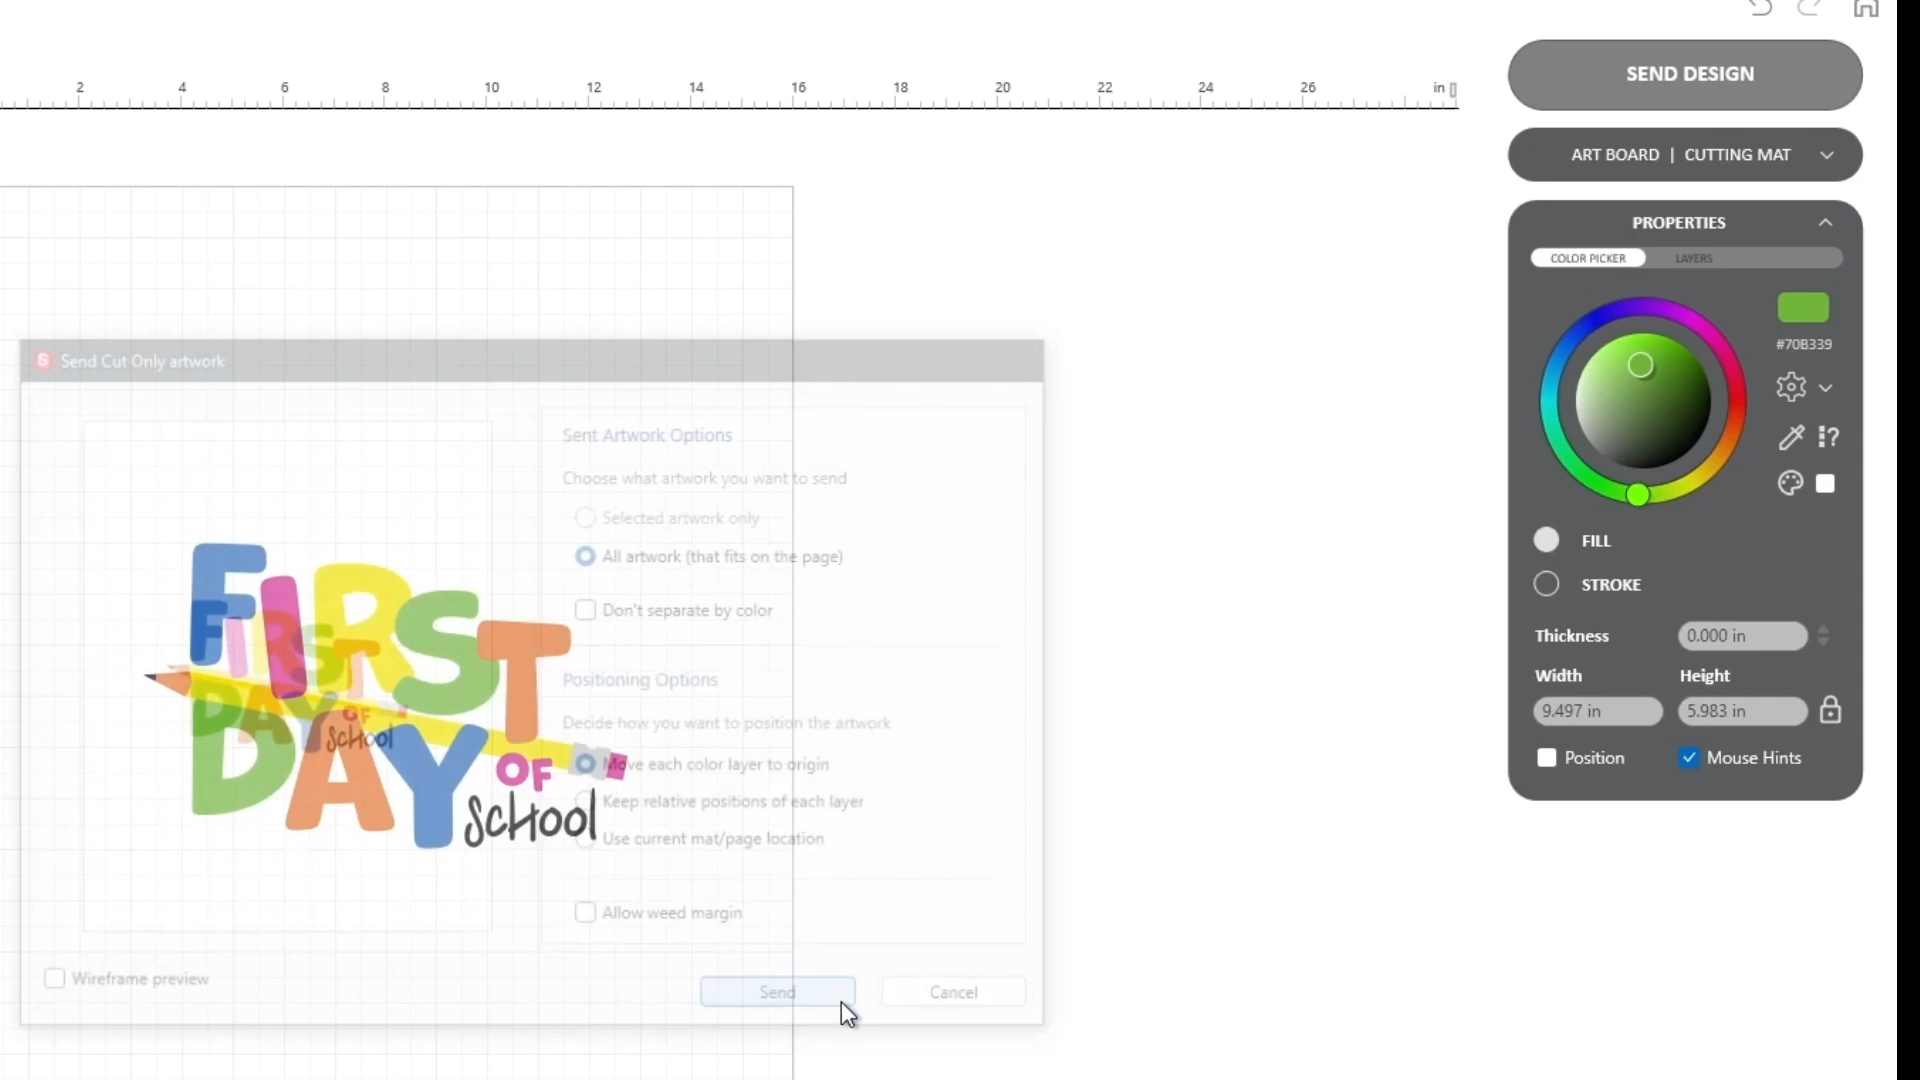 SEND DESIGN
2 4 6 8 10 12 14 16 18 20 22 24 26 in
ART BOARD | CUTTING MAT
PROPERTIES
COLOR PICKER LAYERS
#70B339
?
FILL
STROKE
Thickness 0.000 in
Width Height
9.497 in 5.983 in
Position Mouse Hints
S Send Cut Only artwork
Sent Artwork Options
Choose what artwork you want to send
Selected artwork only
All artwork (that fits on the page)
Don't separate by color
Positioning Options
Decide how you want to position the artwork
Move each color layer to origin
Keep relative positions of each layer
Use current mat/page location
Allow weed margin
Wireframe preview
Send Cancel
FIRST
DAY
OF
SCHOOL
FIRST
DAY
OF
SCHOOL